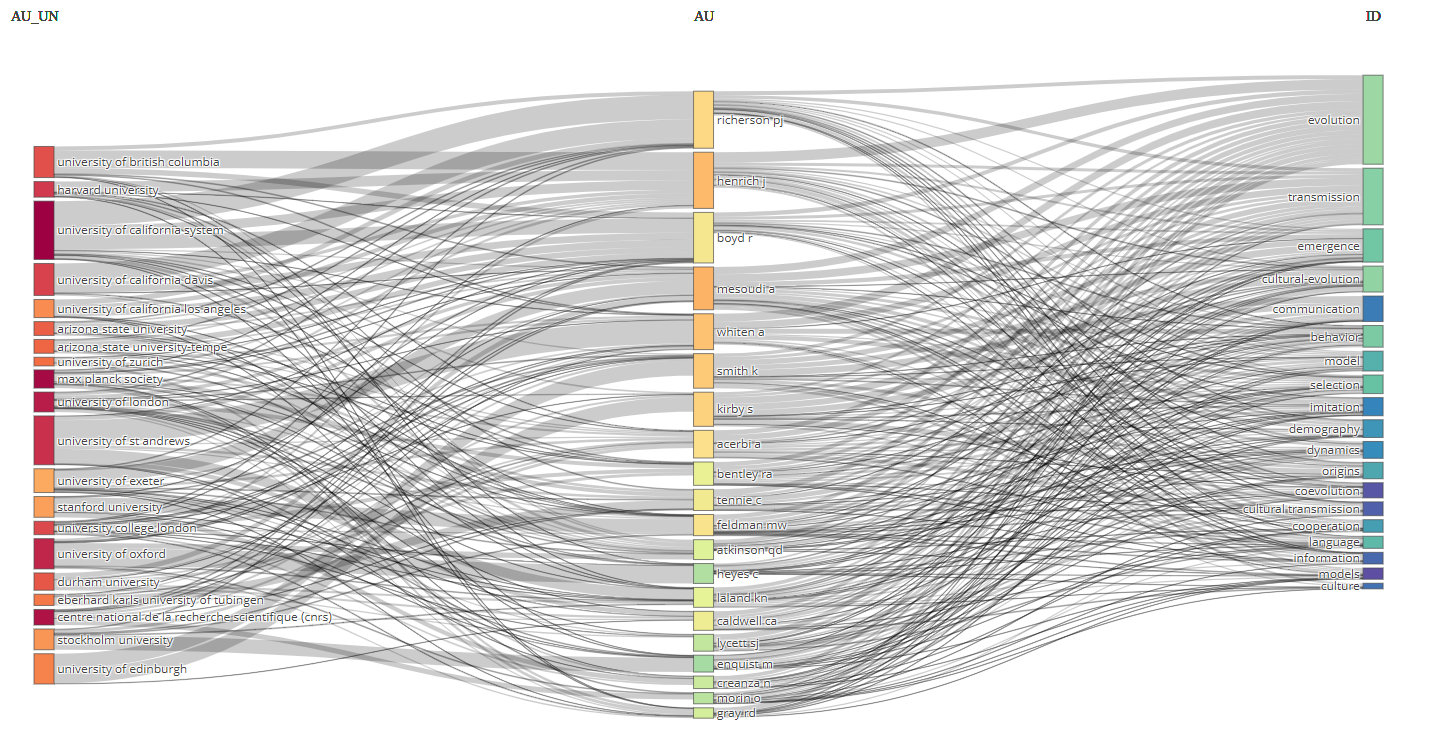 AU_UN
AU
ID
university of british columbia
harvard university
university of california system
university of california davis
university of california los angeles
arizona state university
arizona state university-tempe
university of zurich
max planck society
university of london
university of st andrews
university of exeter
stanford university
university college london
university of oxford
durham university
eberhard karls university of tubingen
centre national de la recherche scientifique (cnrs)
stockholm university
university of edinburgh
richerson pj
henrich j
boyd r
mesoudi a
whiten a
smith k
kirby s
acerbi a
bentley ra
tennie c
feldman mw
atkinson qd
heyes c
laland kn
caldwell ca
lycett sj
enquist m
creanza n
morin o
gray rd
evolution
transmission
emergence
cultural-evolution
communication
behavior
model
selection
imitation
demography
dynamics
origins
coevolution
cultural transmission
cooperation
language
information
models
culture